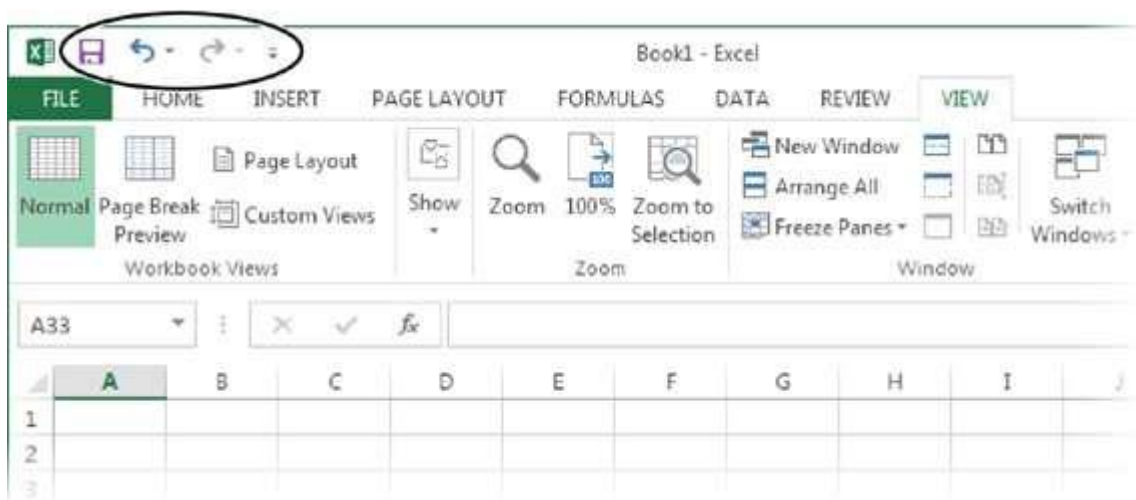 Book1 - Excel
FILE HOME INSERT PAGE LAYOUT FORMULAS DATA REVIEW VIEW
Normal
Page Break Preview
Page Layout
Custom Views
Workbook Views
Show
Zoom
100
100%
Zoom to Selection
Zoom
New Window
Arrange All
Freeze Panes
Switch Windows
Window
A33
fx
A B C D E F G H I J
1
2
3